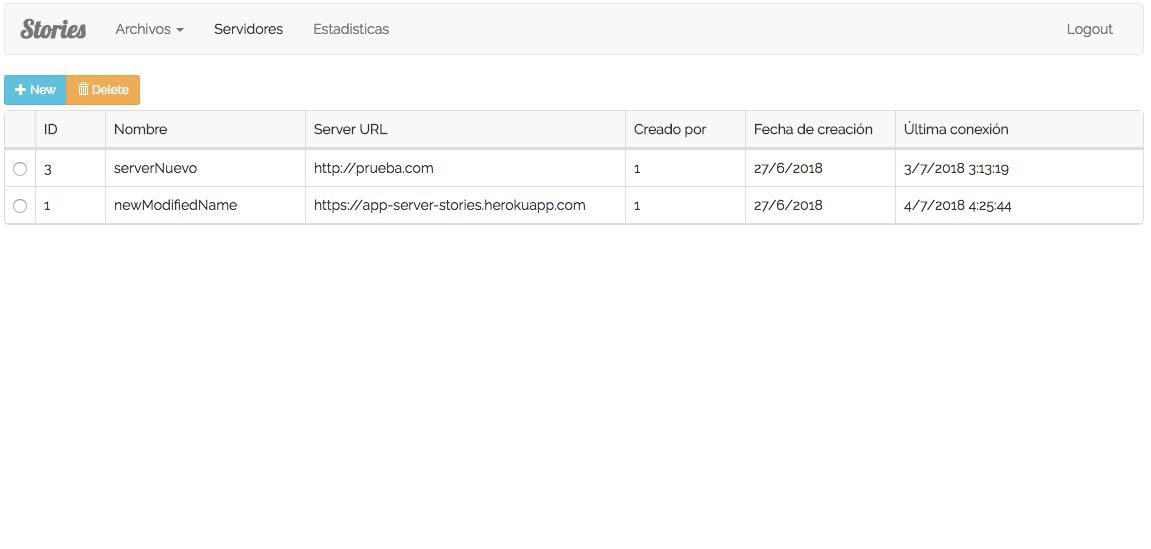 Stories Archivos Servidores Estadisticas Logout
New Delete
ID Nombre Server URL Creado por Fecha de creación Última conexión
3 serverNuevo http://prueba.com 1 27/6/2018 3/7/2018 3:13:19
1 newModifiedName https://app-server-stories.herokuapp.com 1 27/6/2018 4/7/2018 4:25:44